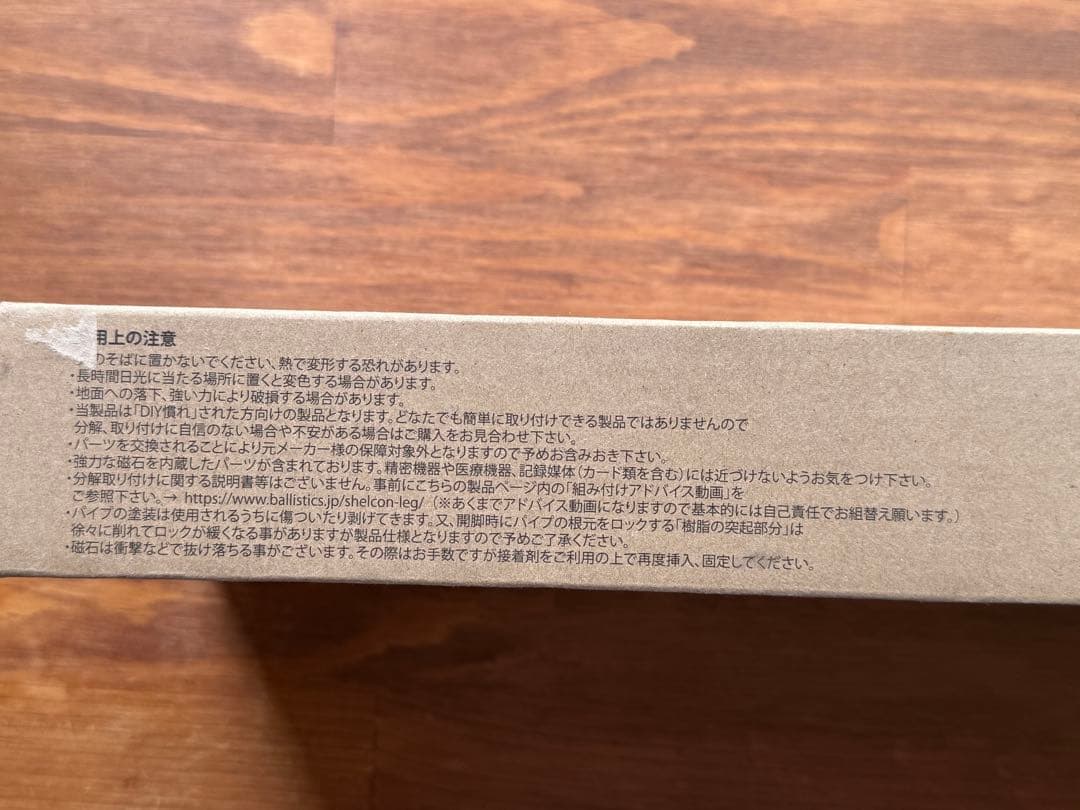 用上の注意
のそばに置かないでください、熱で変形する恐れがあります。
・長時間日光に当たる場所に置くと変色する場合があります。
・地面への落下、強い力により破損する場合があります。
・当製品は「DIY慣れ」された方向けの製品となります。どなたでも簡単に取り付けできる製品ではありませんので
分解、取り付けに自信のない場合や不安がある場合はご購入をお見合わせ下さい。
・パーツを交換されることにより元メーカー様の保障対象外となりますので予めお含みおき下さい。
・強力な磁石を内蔵したパーツが含まれております。精密機器や医療機器、記録媒体(カード類を含む)には近づけないようお気をつけ下さい。
・分解取り付けに関する説明書等はございません。事前にこちらの製品ページ内の「組み付けアドバイス動画」を
ご参照下さい。→ https://www.ballistics.jp/shelcon-leg/ (※あくまでアドバイス動画になりますので基本的には自己責任でお組替え願います。)
・パイプの塗装は使用されるうちに傷ついたり剥げてきます。又、開脚時にパイプの根元をロックする「樹脂の突起部分」は
徐々に削れてロックが緩くなる事がありますが製品仕様となりますので予めご了承ください。
・磁石は衝撃などで抜け落ちる事がございます。その際はお手数ですが接着剤をご利用の上で再度挿入、固定してください。